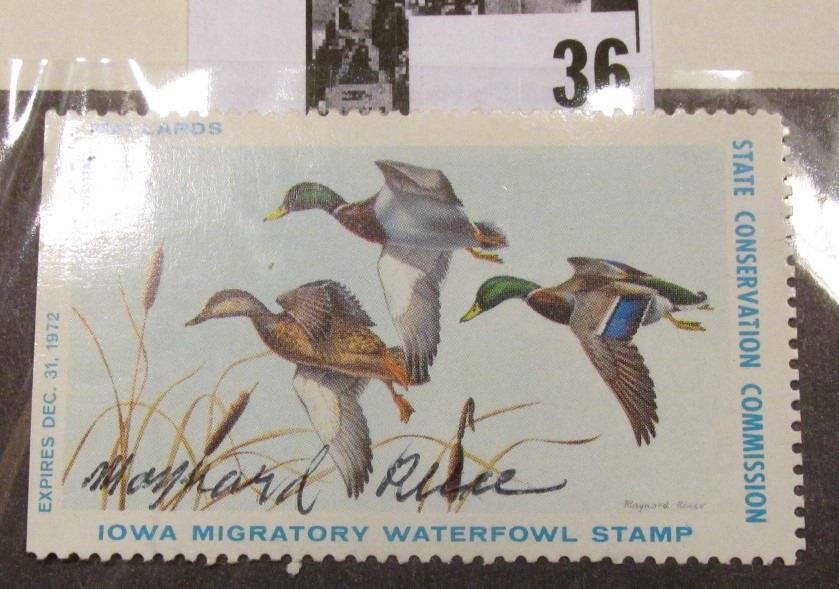 36
MALLARDS
STATE CONSERVATION COMMISSION
EXPIRES DEC. 31, 1972
Maynard Reece
Maynard Reece
IOWA MIGRATORY WATERFOWL STAMP